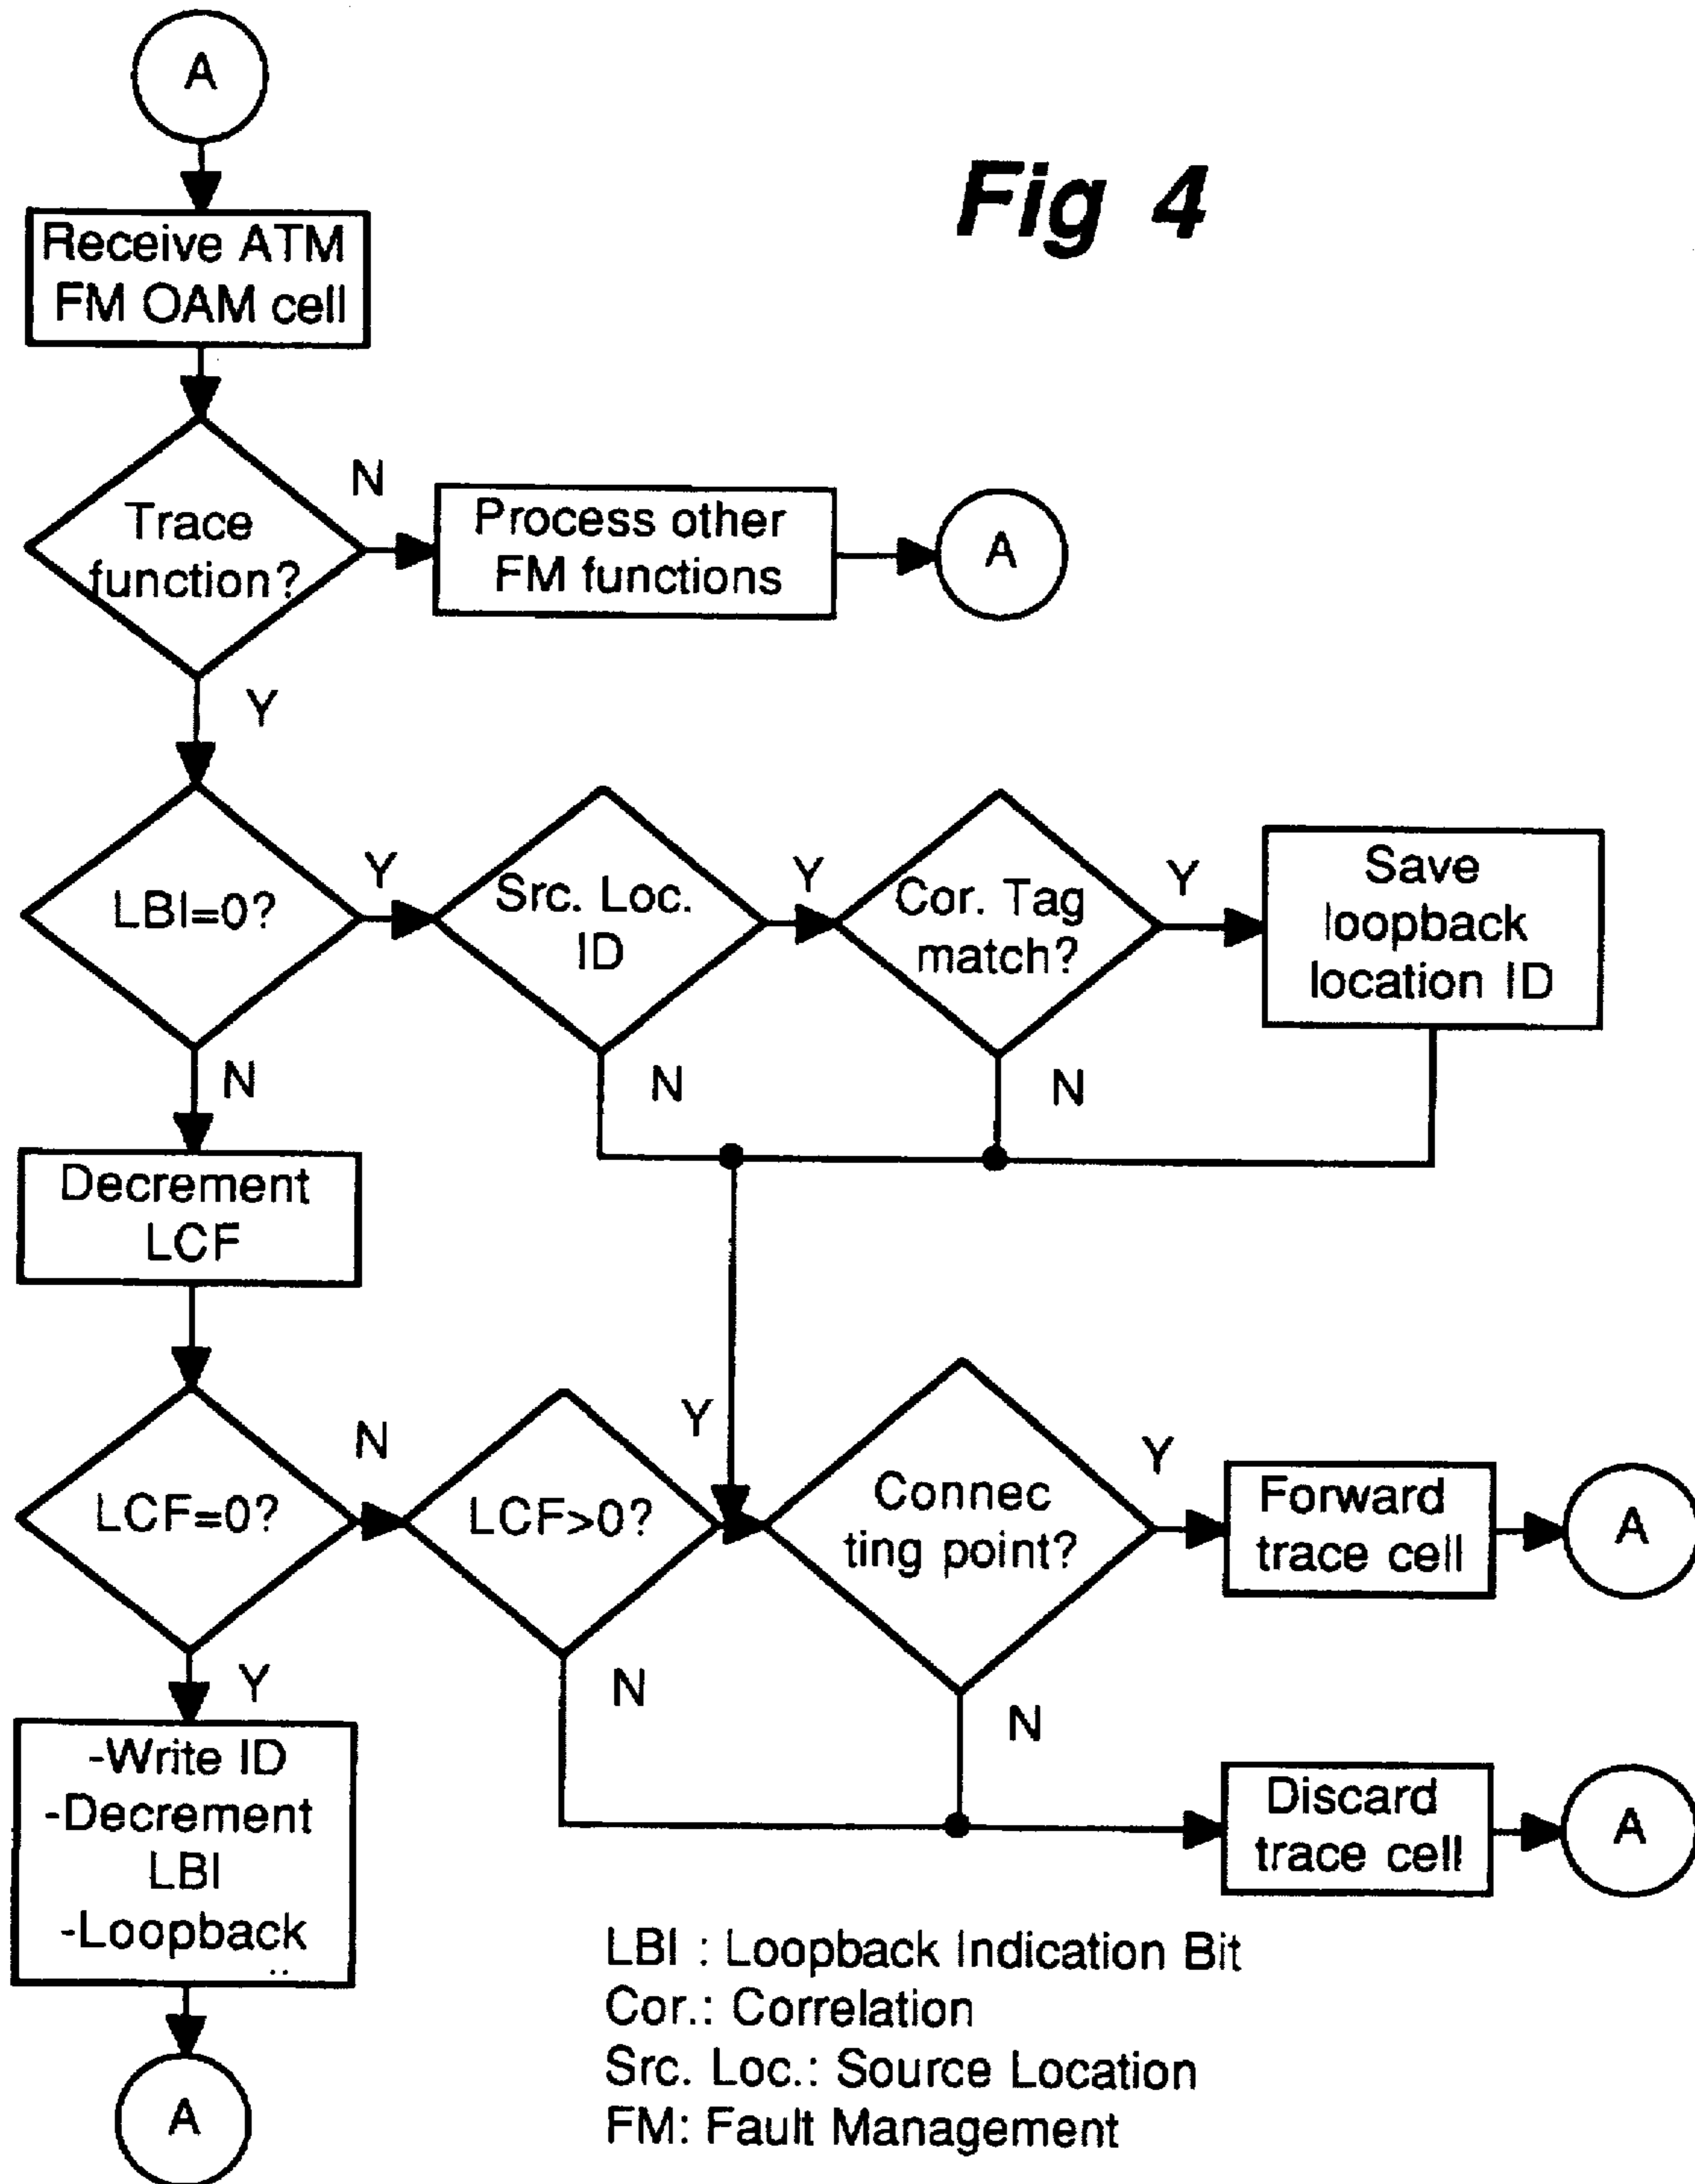 A
Fig 4
Receive ATM
FM OAM cell
Trace
function?
N
Process other
FM functions
A
Y
LBI=0?
Y
Src. Loc.
ID
Y
Cor. Tag
match?
Y
Save
loopback
location ID
N
N
N
Decrement
LCF
LCF=0?
N
LCF>0?
Y
Connec
ting point?
Y
Forward
trace cell
A
Y
N
N
-Write ID
-Decrement
LBI
-Loopback
Discard
trace cell
A
A
LBI : Loopback Indication Bit
Cor.: Correlation
Src. Loc.: Source Location
FM: Fault Management